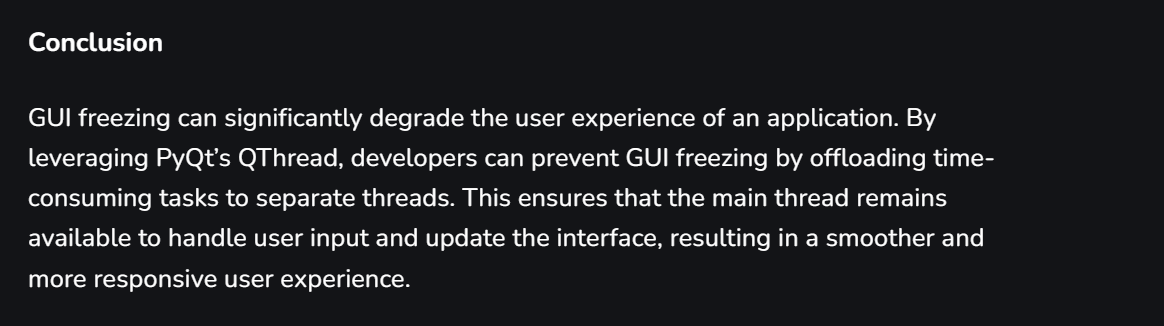 Conclusion
GUI freezing can significantly degrade the user experience of an application. By
leveraging PyQt’s QThread, developers can prevent GUI freezing by offloading time-
consuming tasks to separate threads. This ensures that the main thread remains
available to handle user input and update the interface, resulting in a smoother and
more responsive user experience.